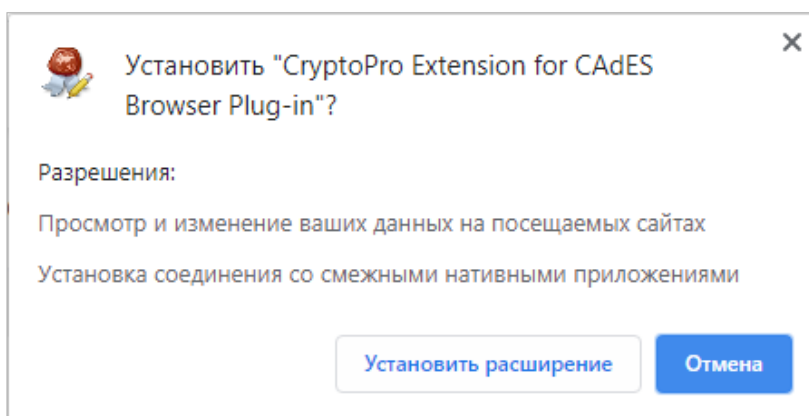 Установить "CryptoPro Extension for CAdES
Browser Plug-in"?
Разрешения:
Просмотр и изменение ваших данных на посещаемых сайтах
Установка соединения со смежными нативными приложениями
Установить расширение
Отмена